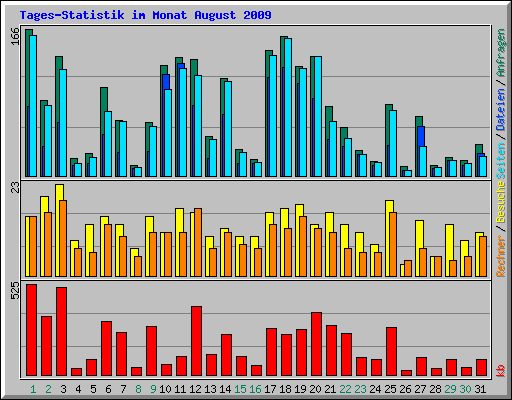 Tages-Statistik im Monat August 2009
166
23
525
Rechner / Besuche Seiten / Dateien / Anfragen
kb
1 2 3 4 5 6 7 8 9 10 11 12 13 14 15 16 17 18 19 20 21 22 23 24 25 26 27 28 29 30 31